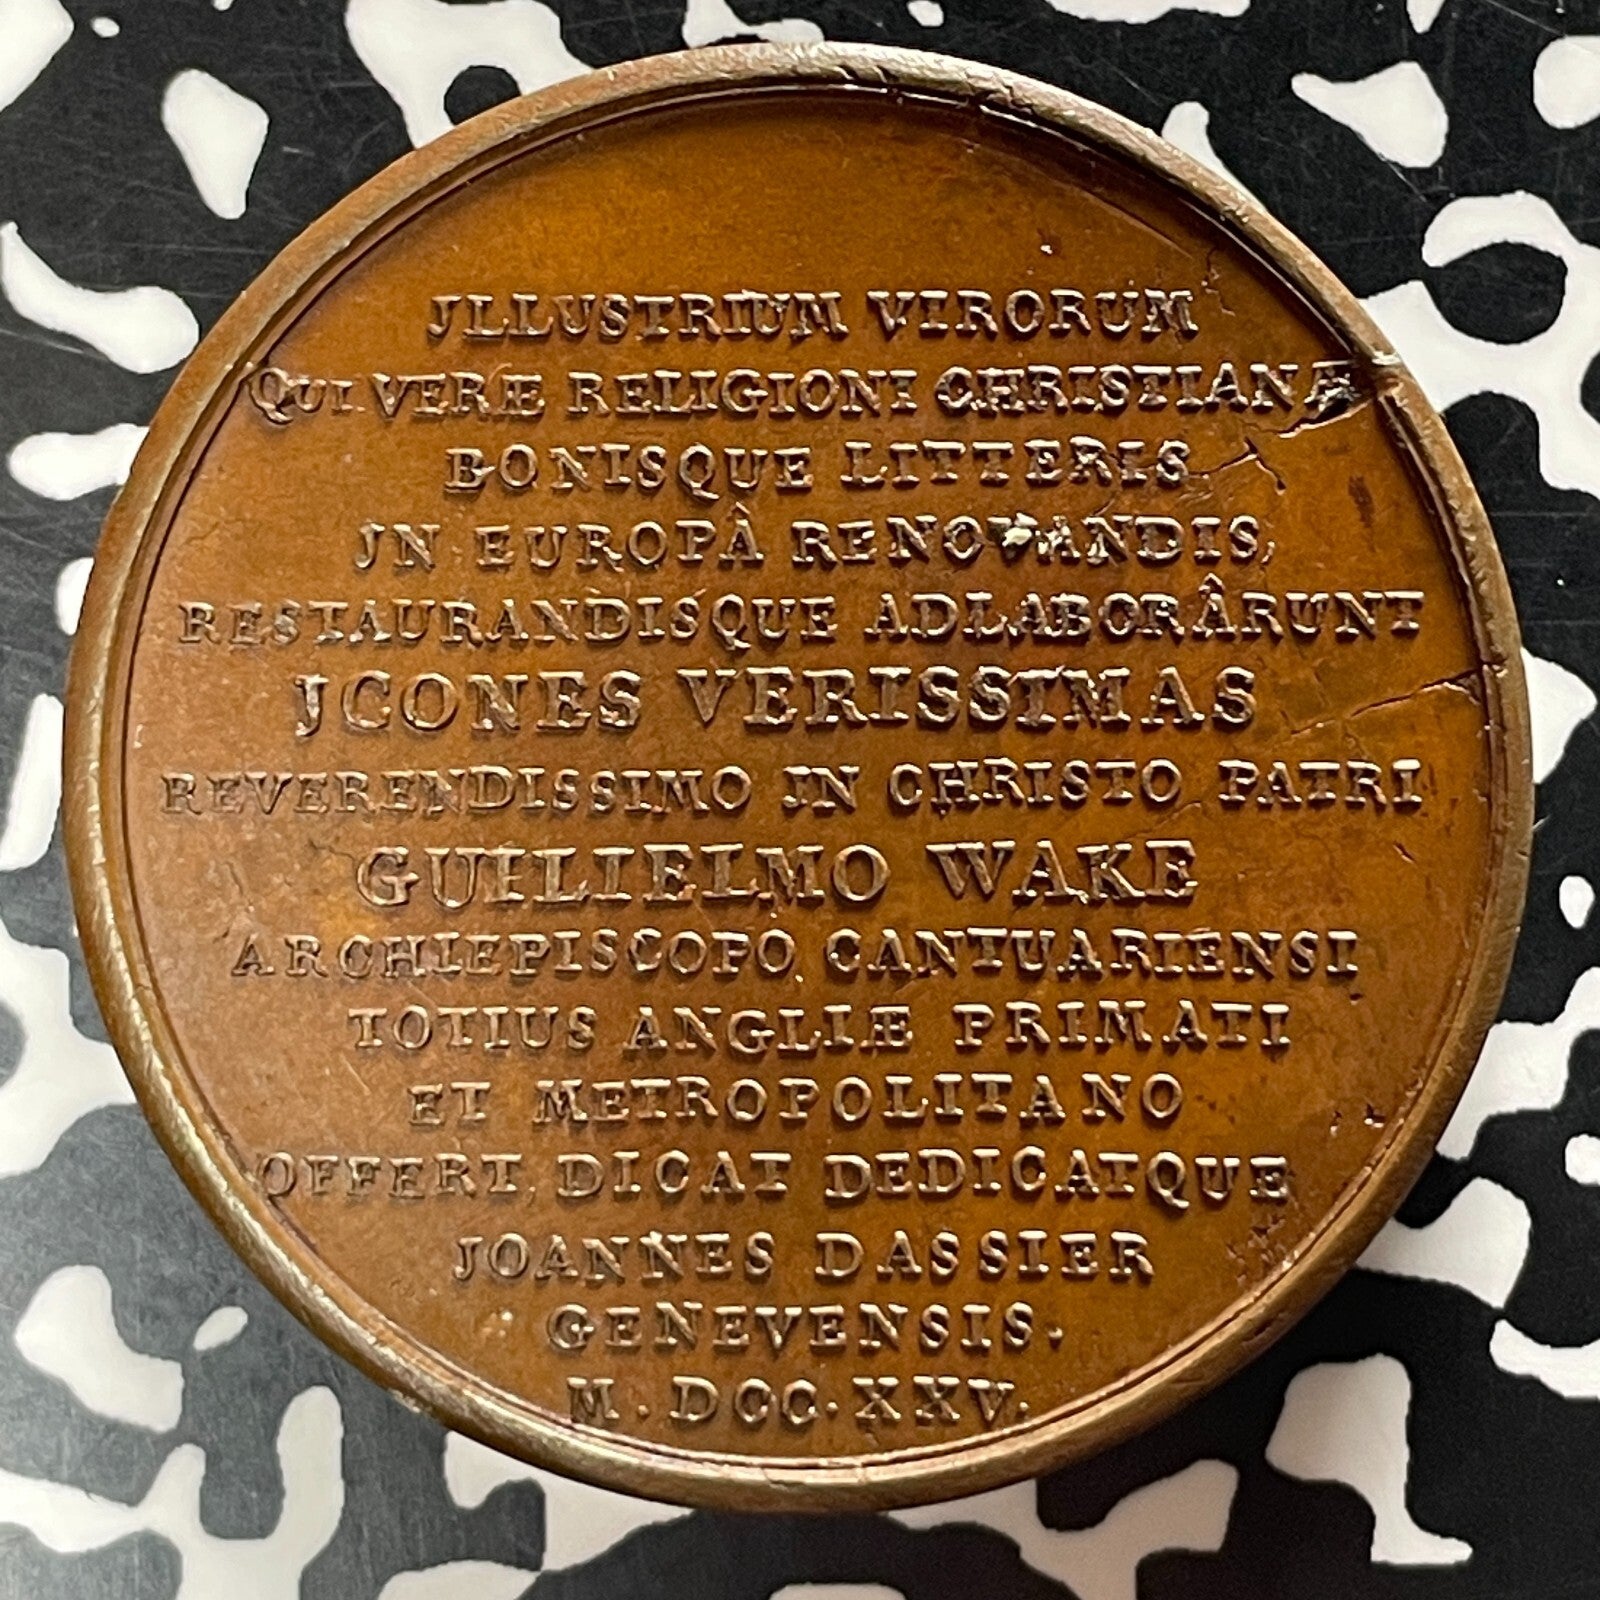 JLLUSTRIUM VIRORUM
QUI VERÆ RELIGIONI CHRISTIANÆ
BONISQUE LITTERIS
JN EUROPÂ RENOVANDIS,
RESTAURANDISQUE ADLABORÂRUNT
JCONES VERISSIMAS
REVERENDISSIMO JN CHRISTO PATRI
GUILIELMO WAKE
ARCHIEPISCOPO CANTUARIENSI
TOTIUS ANGLIÆ PRIMATI
ET METROPOLITANO
OFFERT, DICAT DEDICATQUE
JOANNES DASSIER
GENEVENSIS.
M. DCC. XXV.